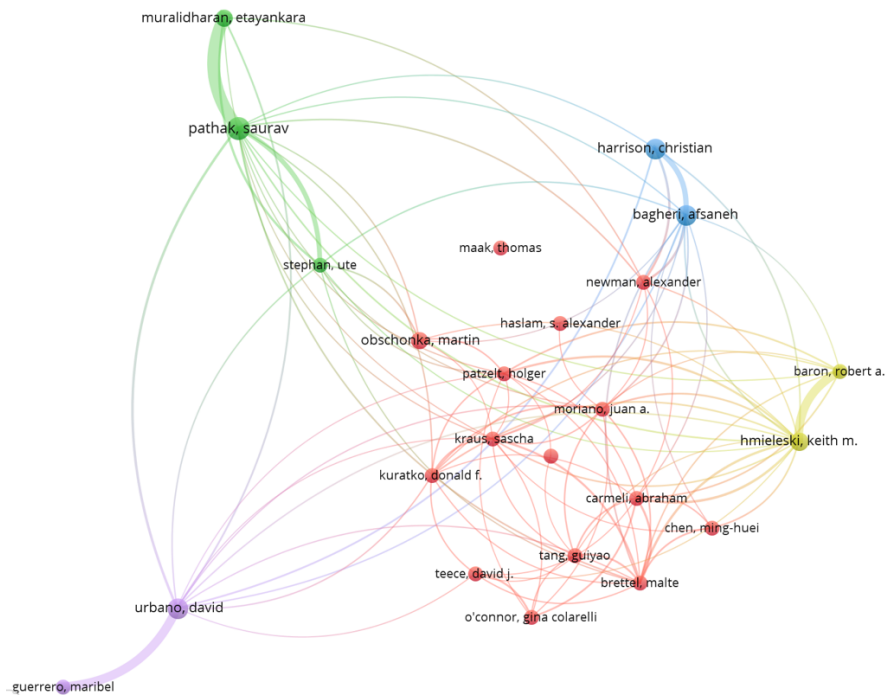 muralidharan, etayankara
pathak, saurav
harrison, christian
bagheri, afsaneh
maak, thomas
stephan, ute
newman, alexander
haslam, s. alexander
obschonka, martin
patzelt, holger
baron, robert a.
moriano, juan a.
kraus, sascha
hmieleski, keith m.
kuratko, donald f.
carmeli, abraham
chen, ming-huei
tang, guiyao
teece, david j.
brettel, malte
o'connor, gina colarelli
urbano, david
guerrero, maribel